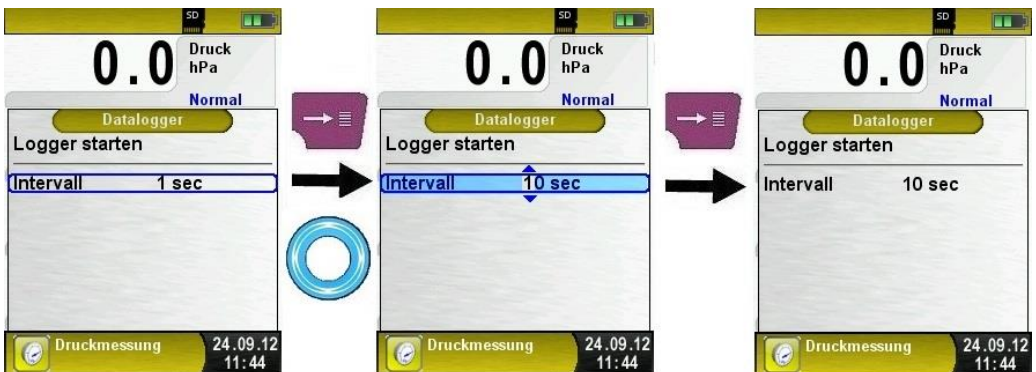 SD
0.0 Druck
hPa
Normal
Datalogger
Logger starten
Intervall 1 sec
Druckmessung 24.09.12
11:44
SD
0.0 Druck
hPa
Normal
Datalogger
Logger starten
Intervall 10 sec
Druckmessung 24.09.12
11:44
SD
0.0 Druck
hPa
Normal
Datalogger
Logger starten
Intervall 10 sec
Druckmessung 24.09.12
11:44